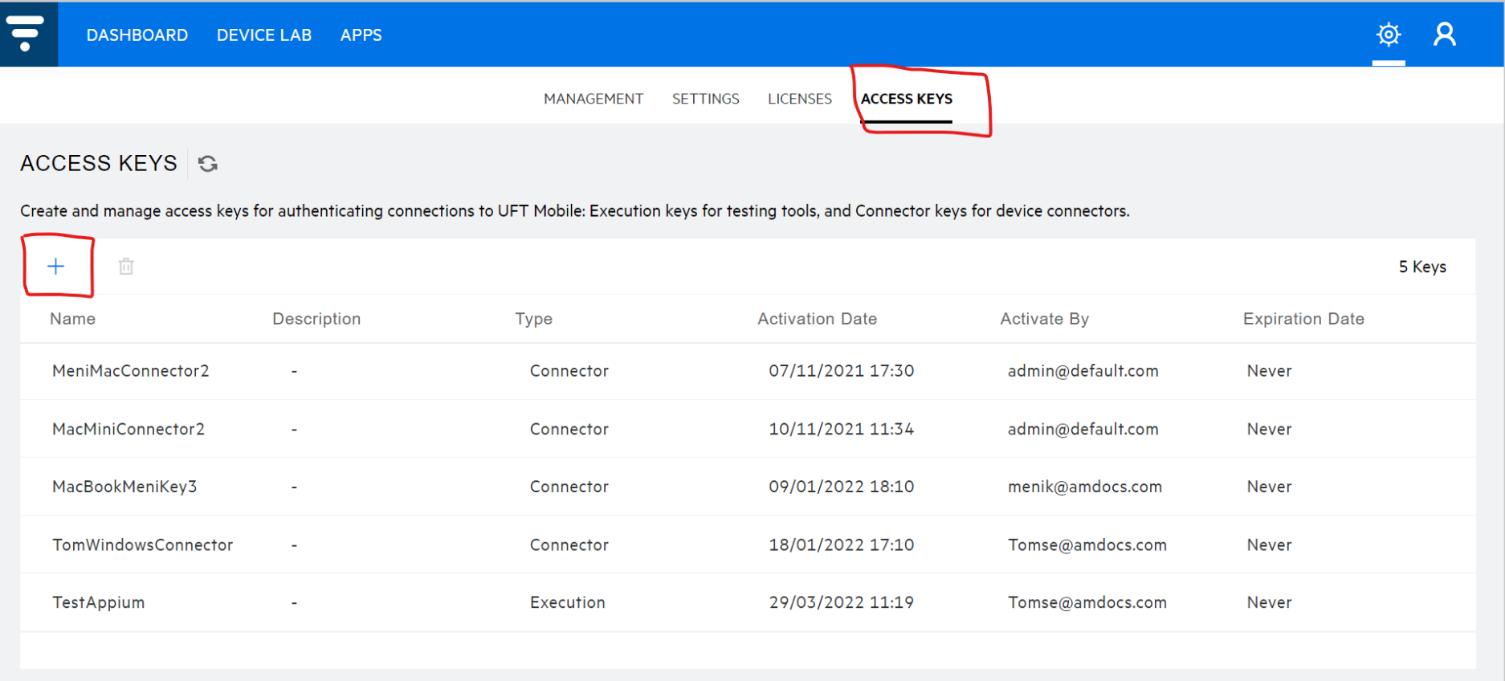 DASHBOARD DEVICE LAB APPS
MANAGEMENT SETTINGS LICENSES ACCESS KEYS
ACCESS KEYS
Create and manage access keys for authenticating connections to UFT Mobile: Execution keys for testing tools, and Connector keys for device connectors.
+ 5 Keys
Name Description Type Activation Date Activate By Expiration Date
MeniMacConnector2 - Connector 07/11/2021 17:30 admin@default.com Never
MacMiniConnector2 - Connector 10/11/2021 11:34 admin@default.com Never
MacBookMeniKey3 - Connector 09/01/2022 18:10 menik@amdocs.com Never
TomWindowsConnector - Connector 18/01/2022 17:10 Tomse@amdocs.com Never
TestAppium - Execution 29/03/2022 11:19 Tomse@amdocs.com Never